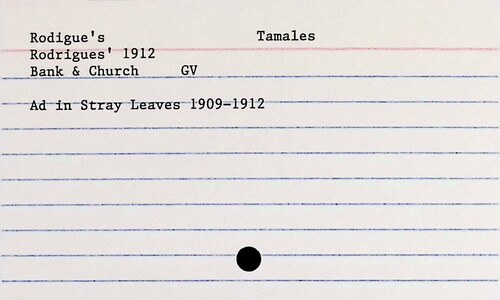 Rodigue's Tamales
Rodrigues' 1912
Bank & Church GV
Ad in Stray Leaves 1909-1912